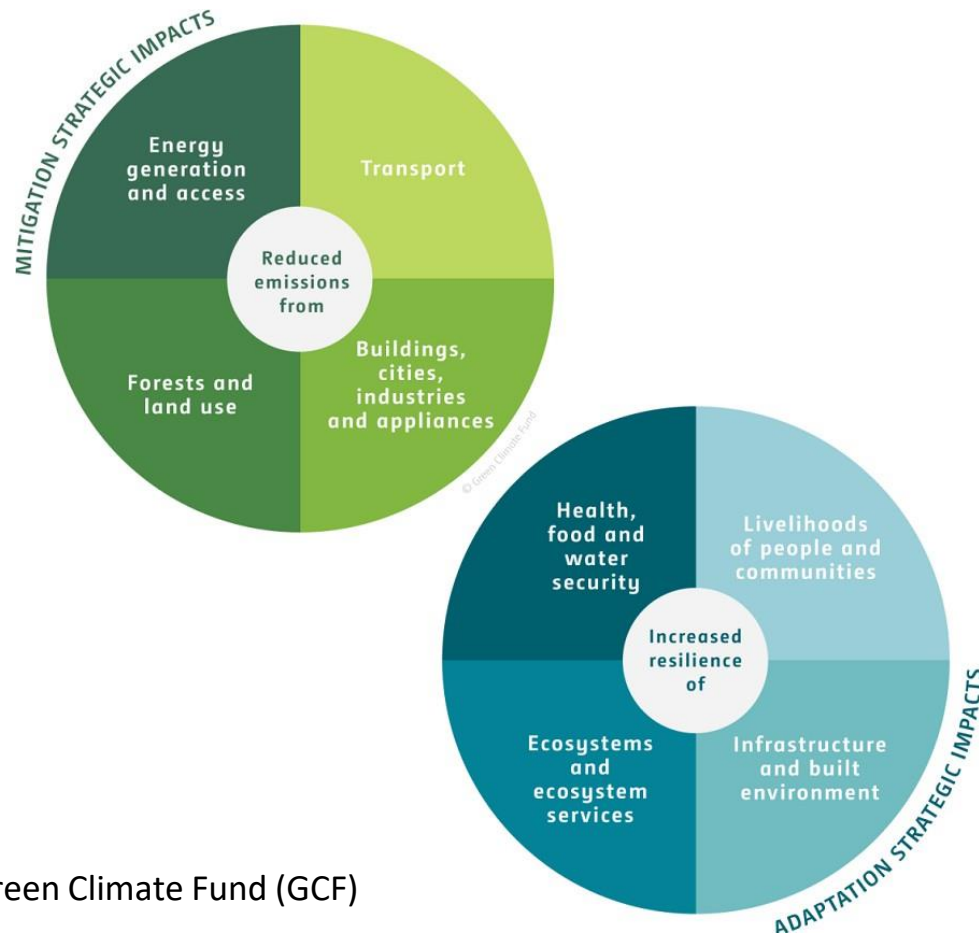 MITIGATION STRATEGIC IMPACTS
Energy
generation
and access
Transport
Reduced
emissions
from
Forests and
land use
Buildings,
cities,
industries
and appliances
© Green Climate Fund
Health,
food and
water
security
Livelihoods
of people and
communities
Increased
resilience
of
Ecosystems
and
ecosystem
services
Infrastructure
and built
environment
ADAPTATION STRATEGIC IMPACTS
reen Climate Fund (GCF)